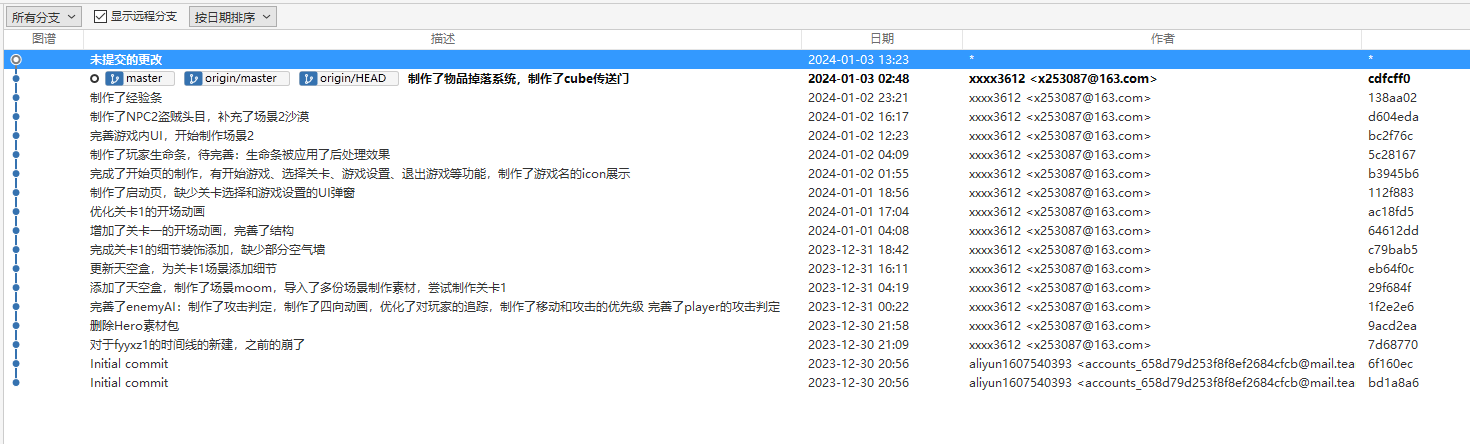 所有分支 显示远程分支 按日期排序
图谱 描述 日期 作者
未提交的更改 2024-01-03 13:23 * *
master origin/master origin/HEAD 制作了物品掉落系统，制作了cube传送门 2024-01-03 02:48 xxxx3612 <x253087@163.com> cdfcff0
制作了经验条 2024-01-02 23:21 xxxx3612 <x253087@163.com> 138aa02
制作了NPC2盗贼头目，补充了场景2沙漠 2024-01-02 16:17 xxxx3612 <x253087@163.com> d604eda
完善游戏内UI，开始制作场景2 2024-01-02 12:23 xxxx3612 <x253087@163.com> bc2f76c
制作了玩家生命条，待完善：生命条被应用了后处理效果 2024-01-02 04:09 xxxx3612 <x253087@163.com> 5c28167
完成了开始页的制作，有开始游戏、选择关卡、游戏设置、退出游戏等功能，制作了游戏名的icon展示 2024-01-02 01:55 xxxx3612 <x253087@163.com> b3945b6
制作了启动页，缺少关卡选择和游戏设置的UI弹窗 2024-01-01 18:56 xxxx3612 <x253087@163.com> 112f883
优化关卡1的开场动画 2024-01-01 17:04 xxxx3612 <x253087@163.com> ac18fd5
增加了关卡一的开场动画，完善了结构 2024-01-01 04:08 xxxx3612 <x253087@163.com> 64612dd
完成关卡1的细节装饰添加，缺少部分空气墙 2023-12-31 18:42 xxxx3612 <x253087@163.com> c79bab5
更新天空盒，为关卡1场景添加细节 2023-12-31 16:11 xxxx3612 <x253087@163.com> eb64f0c
添加了天空盒，制作了场景moom，导入了多份场景制作素材，尝试制作关卡1 2023-12-31 04:19 xxxx3612 <x253087@163.com> 29f684f
完善了enemyAI：制作了攻击判定，制作了四向动画，优化了对玩家的追踪，制作了移动和攻击的优先级 完善了player的攻击判定 2023-12-31 00:22 xxxx3612 <x253087@163.com> 1f2e2e6
删除Hero素材包 2023-12-30 21:58 xxxx3612 <x253087@163.com> 9acd2ea
对于fyyxz1的时间线的新建，之前的崩了 2023-12-30 21:09 xxxx3612 <x253087@163.com> 7d68770
Initial commit 2023-12-30 20:56 aliyun1607540393 <accounts_658d79d253f8f8ef2684cfcb@mail.tea 6f160ec
Initial commit 2023-12-30 20:56 aliyun1607540393 <accounts_658d79d253f8f8ef2684cfcb@mail.tea bd1a8a6